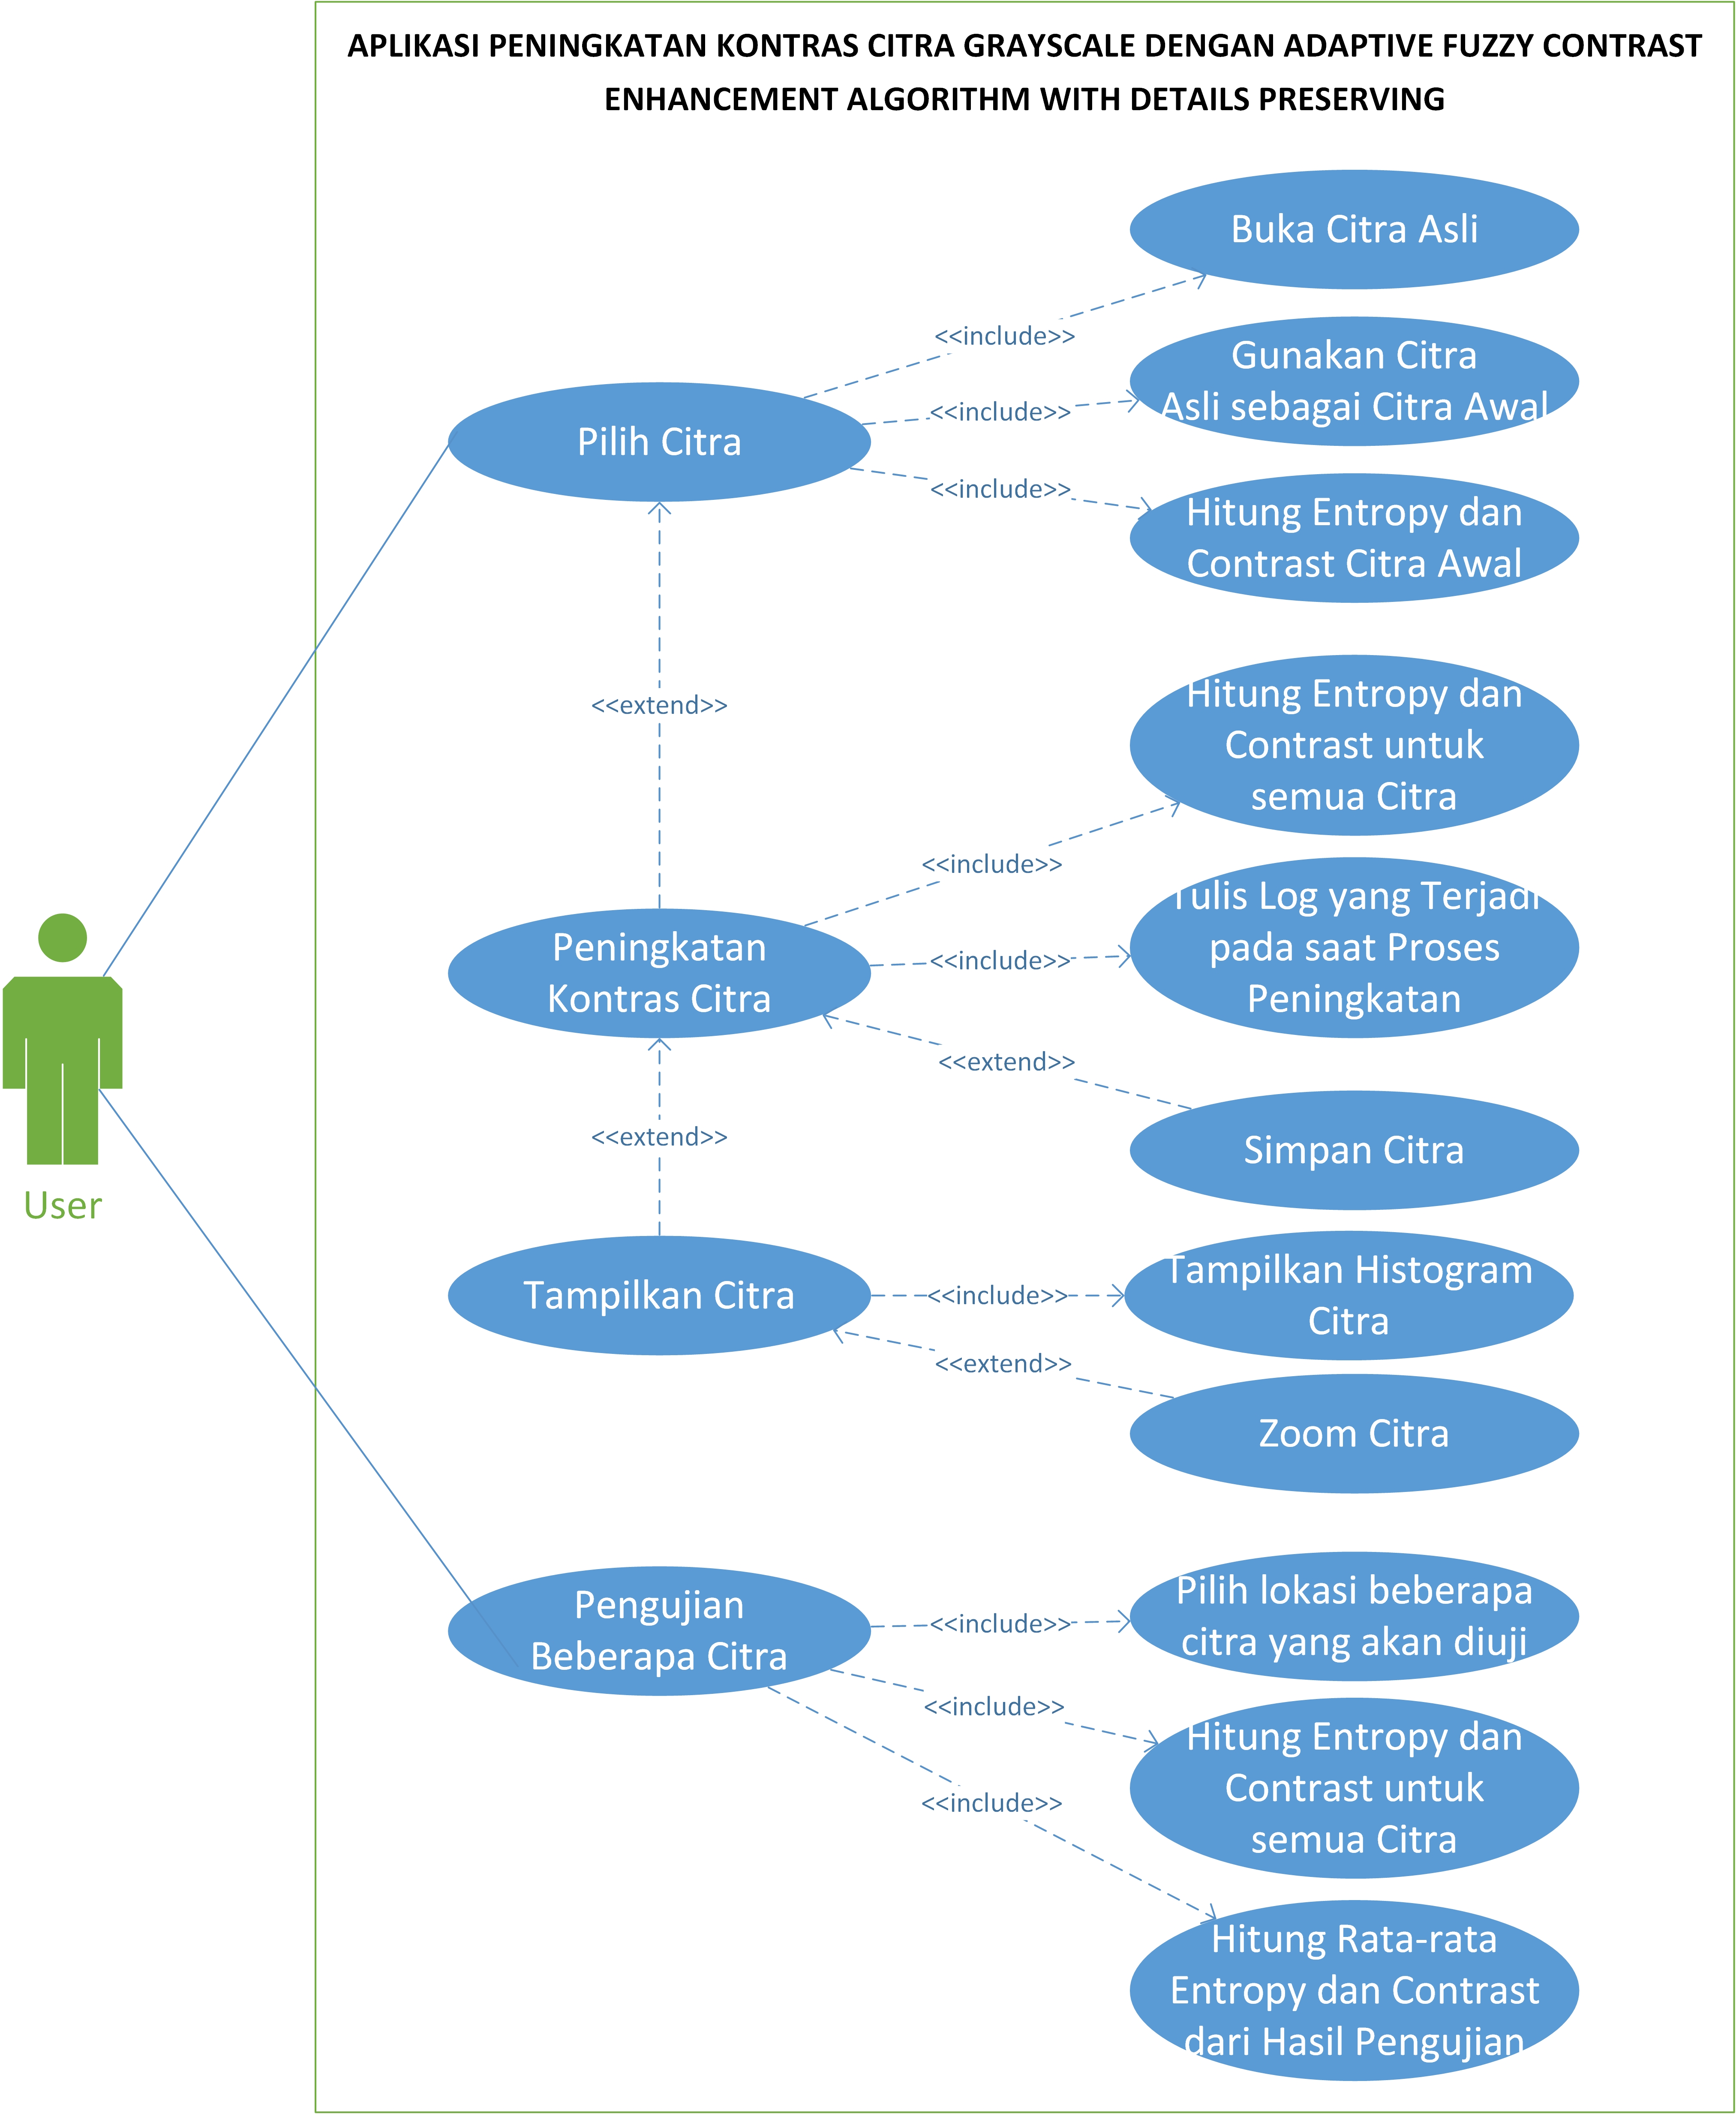 APLIKASI PENINGKATAN KONTRAS CITRA GRAYSCALE DENGAN ADAPTIVE FUZZY CONTRAST
ENHANCEMENT ALGORITHM WITH DETAILS PRESERVING
Buka Citra Asli
<<include>>
Gunakan Citra
Asli sebagai Citra Awal
<<include>>
Pilih Citra
<<include>>
Hitung Entropy dan
Contrast Citra Awal
<<extend>>
Hitung Entropy dan
Contrast untuk
semua Citra
<<include>>
Tulis Log yang Terjadi
pada saat Proses
Peningkatan
<<include>>
Peningkatan
Kontras Citra
<<extend>>
Simpan Citra
<<extend>>
User
Tampilkan Citra
<<include>>
Tampilkan Histogram
Citra
<<extend>>
Zoom Citra
Pengujian
Beberapa Citra
<<include>>
Pilih lokasi beberapa
citra yang akan diuji
<<include>>
Hitung Entropy dan
Contrast untuk
semua Citra
<<include>>
Hitung Rata-rata
Entropy dan Contrast
dari Hasil Pengujian